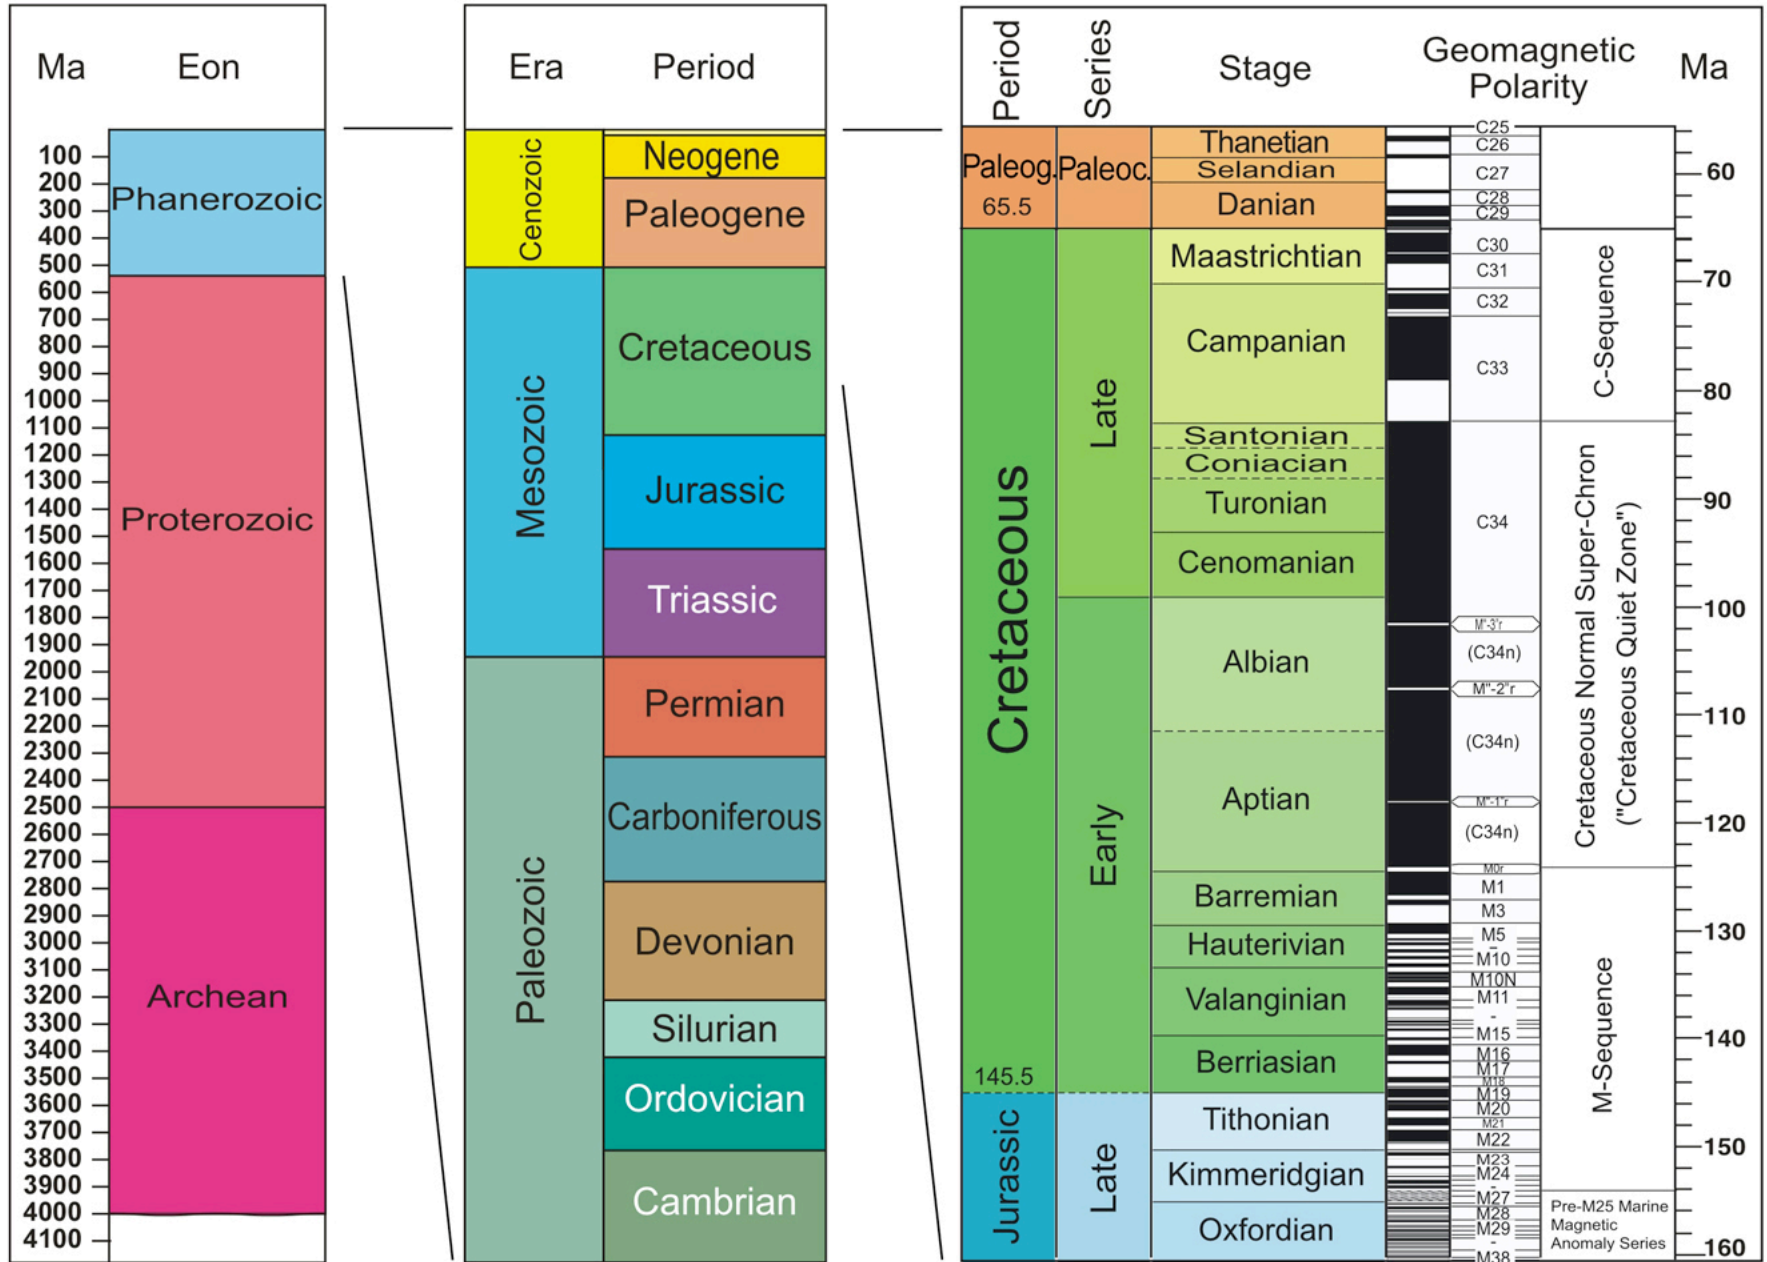 Ma
Eon
100
200
300
400
500
600
700
800
900
1000
1100
1200
1300
1400
1500
1600
1700
1800
1900
2000
2100
2200
2300
2400
2500
2600
2700
2800
2900
3000
3100
3200
3300
3400
3500
3600
3700
3800
3900
4000
4100
Phanerozoic
Proterozoic
Archean
Era
Period
Cenozoic
Mesozoic
Paleozoic
Neogene
Paleogene
Cretaceous
Jurassic
Triassic
Permian
Carboniferous
Devonian
Silurian
Ordovician
Cambrian
Period
Series
Stage
Geomagnetic
Polarity
Ma
Paleog.
65.5
Cretaceous
145.5
Jurassic
Paleoc.
Late
Early
Late
Thanetian
Selandian
Danian
Maastrichtian
Campanian
Santonian
Coniacian
Turonian
Cenomanian
Albian
Aptian
Barremian
Hauterivian
Valanginian
Berriasian
Tithonian
Kimmeridgian
Oxfordian
C25
C26
C27
C28
C29
C30
C31
C32
C33
C34
M"-3"r
(C34n)
M"-2"r
(C34n)
M"-1"r
(C34n)
M0r
M1
M3
M5
-
M10
M10N
M11
-
M15
M16
M17
M18
M19
M20
M21
M22
M23
M24
-
M27
M28
M29
-
M38
C-Sequence
Cretaceous Normal Super-Chron
("Cretaceous Quiet Zone")
M-Sequence
Pre-M25 Marine
Magnetic
Anomaly Series
60
70
80
90
100
110
120
130
140
150
160